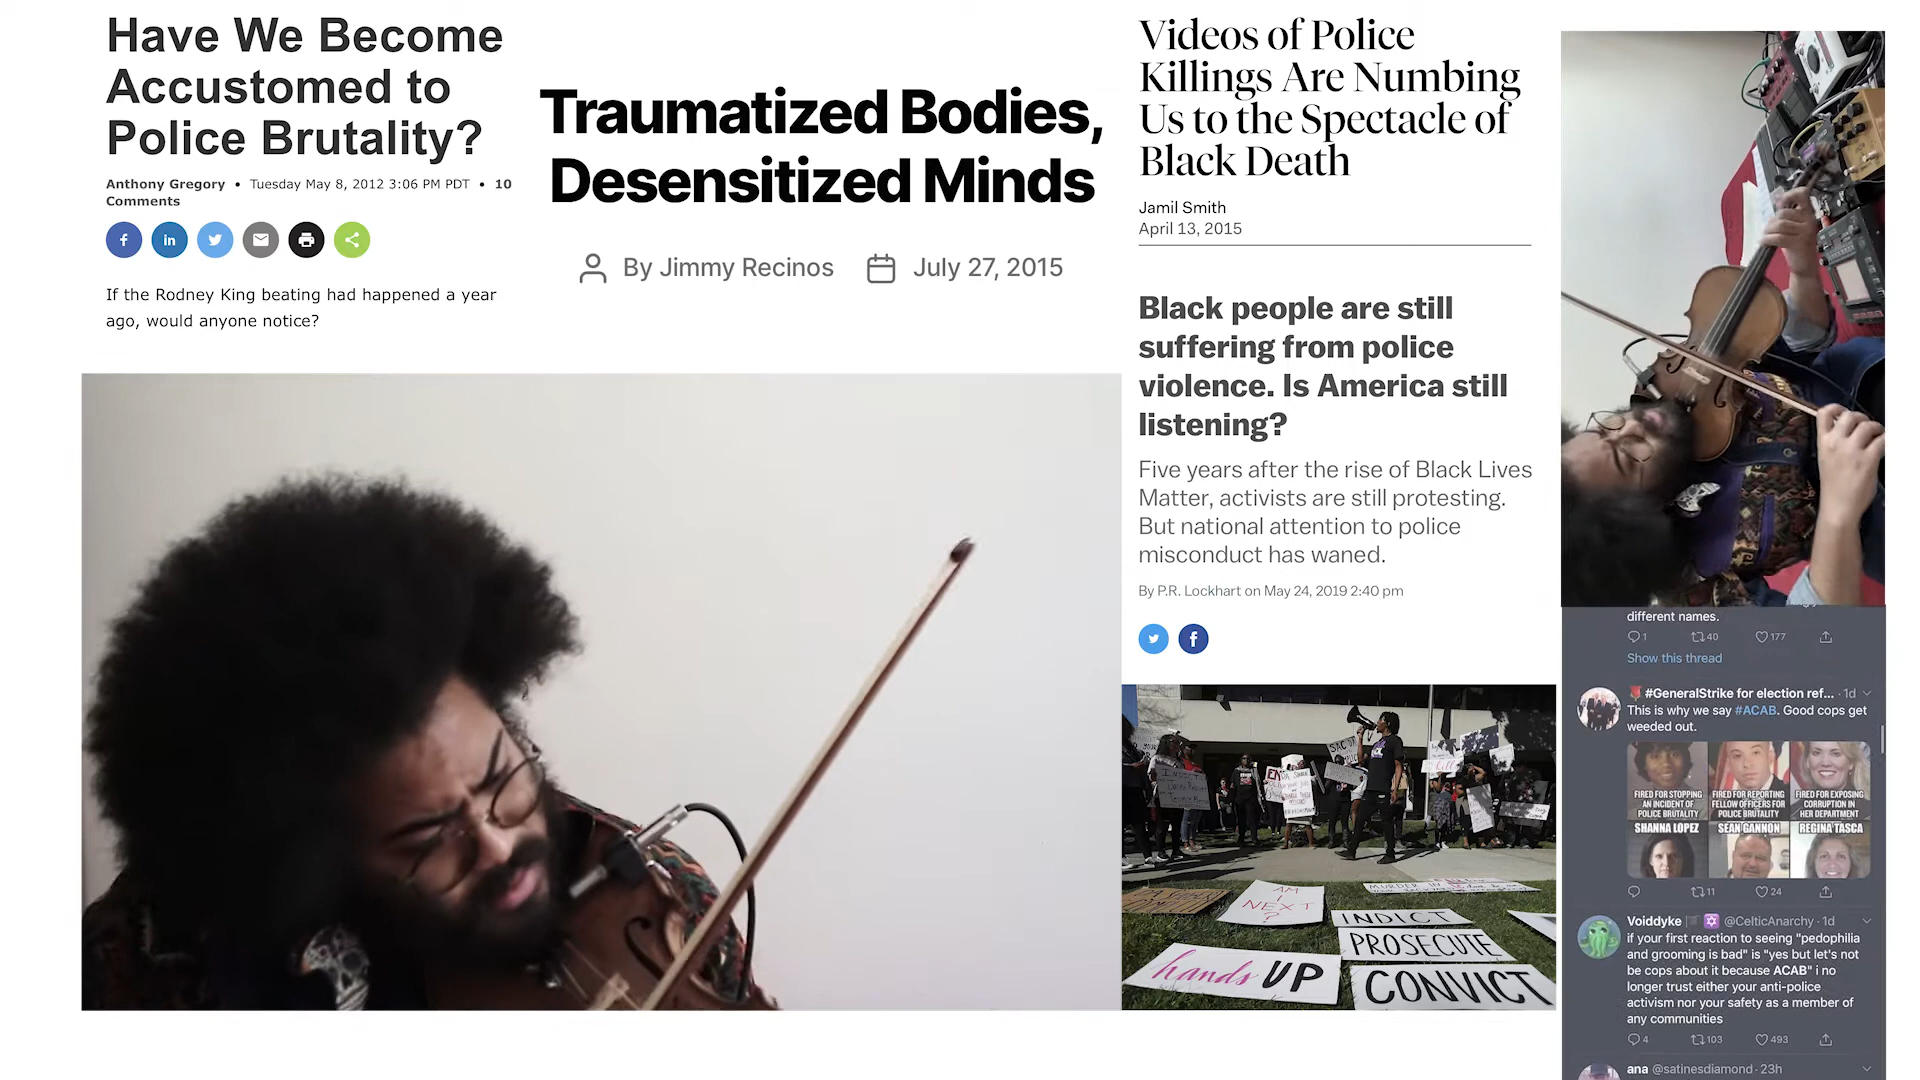 Have We Become
Accustomed to
Police Brutality?
Anthony Gregory • Tuesday May 8, 2012 3:06 PM PDT • 10
Comments
If the Rodney King beating had happened a year
ago, would anyone notice?
Traumatized Bodies,
Desensitized Minds
By Jimmy Recinos July 27, 2015
Videos of Police
Killings Are Numbing
Us to the Spectacle of
Black Death
Jamil Smith
April 13, 2015
Black people are still
suffering from police
violence. Is America still
listening?
Five years after the rise of Black Lives
Matter, activists are still protesting.
But national attention to police
misconduct has waned.
By P.R. Lockhart on May 24, 2019 2:40 pm
AM
I
NEXT
?
INDICT
PROSECUTE
hands UP
CONVICT
different names.
1 40 177
Show this thread
#GeneralStrike for election ref... · 1d
This is why we say #ACAB. Good cops get
weeded out.
FIRED FOR STOPPING
AN INCIDENT OF
POLICE BRUTALITY
SHANNA LOPEZ
FIRED FOR REPORTING
FELLOW OFFICERS FOR
POLICE BRUTALITY
SEAN GANNON
FIRED FOR EXPOSING
CORRUPTION IN
HER DEPARTMENT
REGINA TASCA
11 24
Voiddyke @CelticAnarchy · 1d
if your first reaction to seeing "pedophilia
and grooming is bad" is "yes but let's not
be cops about it because ACAB" i no
longer trust either your anti-police
activism nor your safety as a member of
any communities
4 103 493
ana @satinesdiamond · 23h